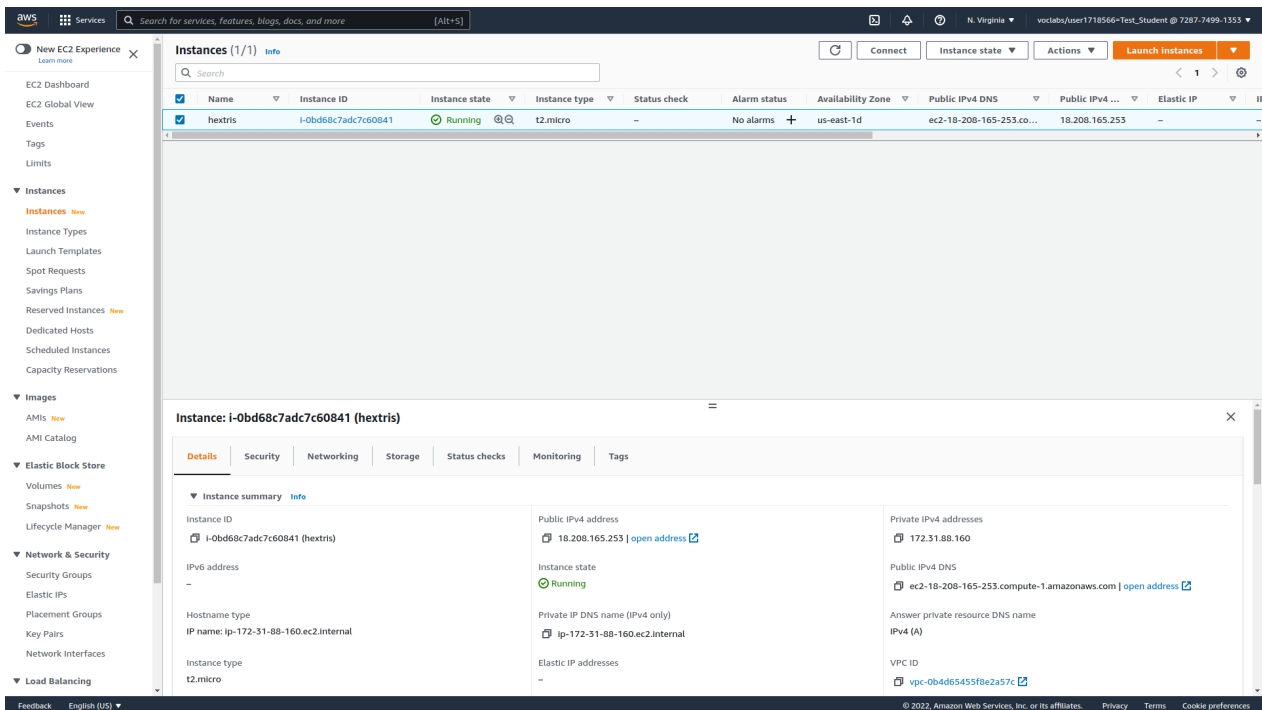 aws Services Search for services, features, blogs, docs, and more [Alt+S] N. Virginia ▼ voclabs/user1718566=Test_Student @ 7287-7499-1353 ▼
New EC2 Experience
Learn more
EC2 Dashboard
EC2 Global View
Events
Tags
Limits
Instances
Instances New
Instance Types
Launch Templates
Spot Requests
Savings Plans
Reserved Instances New
Dedicated Hosts
Scheduled Instances
Capacity Reservations
Images
AMIs New
AMI Catalog
Elastic Block Store
Volumes New
Snapshots New
Lifecycle Manager New
Network & Security
Security Groups
Elastic IPs
Placement Groups
Key Pairs
Network Interfaces
Load Balancing
Instances (1/1) Info Connect Instance state ▼ Actions ▼ Launch instances ▼
Search < 1 >
Name Instance ID Instance state Instance type Status check Alarm status Availability Zone Public IPv4 DNS Public IPv4 ... Elastic IP
hextris i-0bd68c7adc7c60841 Running t2.micro – No alarms + us-east-1d ec2-18-208-165-253.co... 18.208.165.253 – –
Instance: i-0bd68c7adc7c60841 (hextris)
Details Security Networking Storage Status checks Monitoring Tags
▼ Instance summary Info
Instance ID Public IPv4 address Private IPv4 addresses
i-0bd68c7adc7c60841 (hextris) 18.208.165.253 | open address 172.31.88.160
IPv6 address Instance state Public IPv4 DNS
– Running ec2-18-208-165-253.compute-1.amazonaws.com | open address
Hostname type Private IP DNS name (IPv4 only) Answer private resource DNS name
IP name: ip-172-31-88-160.ec2.internal ip-172-31-88-160.ec2.internal IPv4 (A)
Instance type Elastic IP addresses VPC ID
t2.micro – vpc-0b4d65455f8e2a57c
Feedback English (US) ▼ © 2022, Amazon Web Services, Inc. or its affiliates. Privacy Terms Cookie preferences